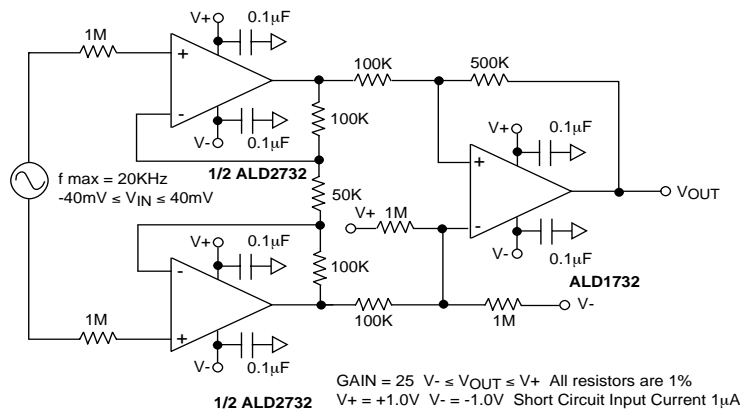 V+ 0.1µF
1M
+
-
0.1µF
V-
1/2 ALD2732
100K
100K
500K
50K
f max = 20KHz
-40mV ≤ VIN ≤ 40mV
V+ 0.1µF
-
+
1M
100K
0.1µF
V-
1/2 ALD2732
V+ 1M
100K
1M
V-
V+ 0.1µF
+
-
VOUT
V- 0.1µF
ALD1732
GAIN = 25 V- ≤ VOUT ≤ V+ All resistors are 1%
V+ = +1.0V V- = -1.0V Short Circuit Input Current 1µA